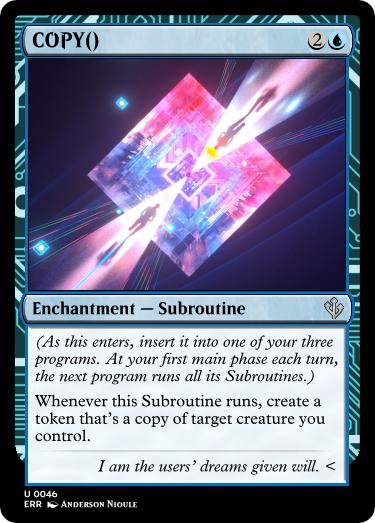 COPY() 2
Enchantment — Subroutine
(As this enters, insert it into one of your three
programs. At your first main phase each turn,
the next program runs all its Subroutines.)
Whenever this Subroutine runs, create a
token that's a copy of target creature you
control.
I am the users' dreams given will. <
U 0046
ERR Anderson Nioule